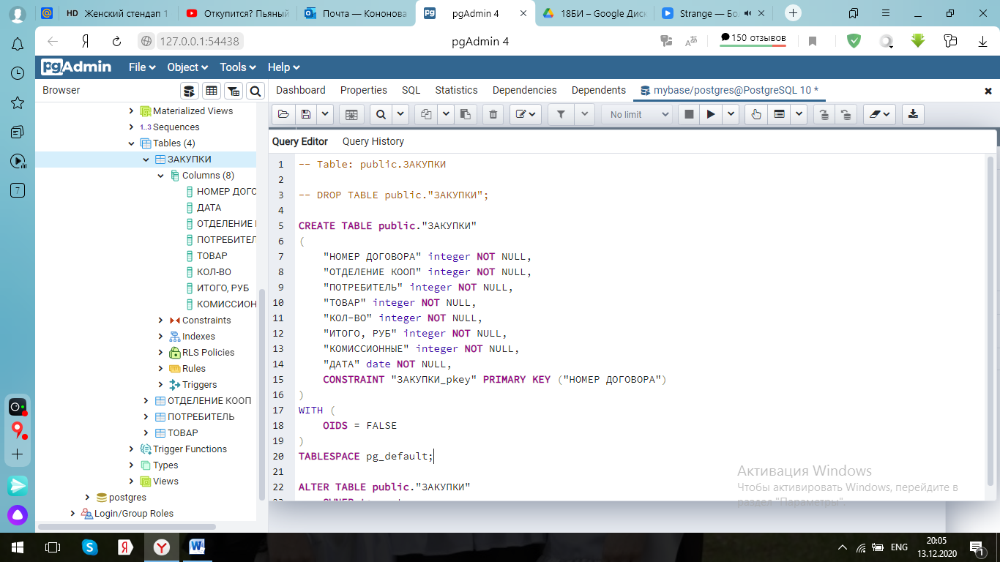 HD Женский стендап 1
Откупится? Пьяный
Почта — Кононова
pgAdmin 4
18БИ – Google Дис
Strange — Бо
127.0.0.1:54438
pgAdmin 4
150 отзывов
pgAdmin
File
Object
Tools
Help
Browser
Dashboard
Properties
SQL
Statistics
Dependencies
Dependents
mybase/postgres@PostgreSQL 10 *
No limit
Query Editor
Query History
Materialized Views
1..3 Sequences
Tables (4)
ЗАКУПКИ
Columns (8)
НОМЕР ДОГО
ДАТА
ОТДЕЛЕНИЕ
ПОТРЕБИТЕЛ
ТОВАР
КОЛ-ВО
ИТОГО, РУБ
КОМИССИОН
Constraints
Indexes
RLS Policies
Rules
Triggers
ОТДЕЛЕНИЕ КООП
ПОТРЕБИТЕЛЬ
ТОВАР
Trigger Functions
Types
Views
postgres
Login/Group Roles
1 -- Table: public.ЗАКУПКИ
2
3 -- DROP TABLE public."ЗАКУПКИ";
4
5 CREATE TABLE public."ЗАКУПКИ"
6 (
7 "НОМЕР ДОГОВОРА" integer NOT NULL,
8 "ОТДЕЛЕНИЕ КООП" integer NOT NULL,
9 "ПОТРЕБИТЕЛЬ" integer NOT NULL,
10 "ТОВАР" integer NOT NULL,
11 "КОЛ-ВО" integer NOT NULL,
12 "ИТОГО, РУБ" integer NOT NULL,
13 "КОМИССИОННЫЕ" integer NOT NULL,
14 "ДАТА" date NOT NULL,
15 CONSTRAINT "ЗАКУПКИ_pkey" PRIMARY KEY ("НОМЕР ДОГОВОРА")
16 )
17 WITH (
18 OIDS = FALSE
19 )
20 TABLESPACE pg_default;
21
22 ALTER TABLE public."ЗАКУПКИ"
Активация Windows
Чтобы активировать Windows, перейдите в
раздел "Параметры".
7
ENG
20:05
13.12.2020
1